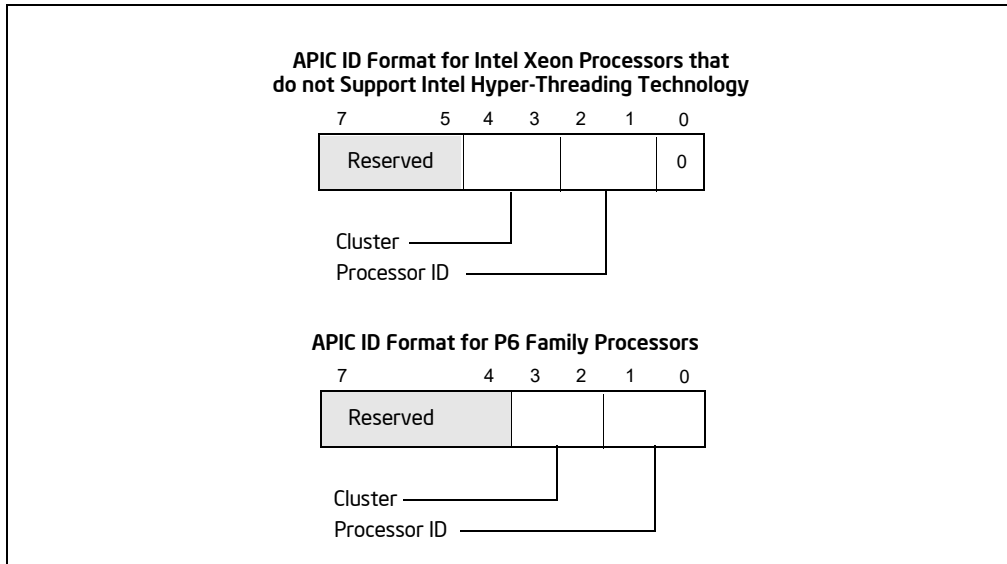 APIC ID Format for Intel Xeon Processors that
do not Support Intel Hyper-Threading Technology
7 5 4 3 2 1 0
Reserved 0
Cluster
Processor ID
APIC ID Format for P6 Family Processors
7 4 3 2 1 0
Reserved
Cluster
Processor ID